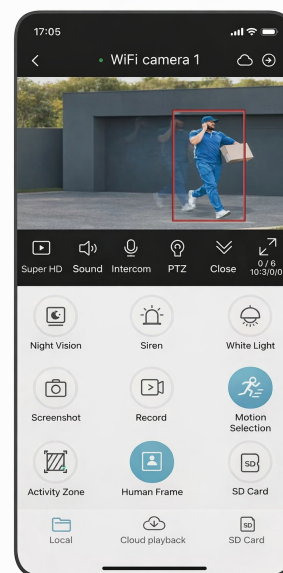 17:05
WiFi camera 1
Super HD
Sound
Intercom
PTZ
Close
0 / 6
10:3/0/0
Night Vision
Siren
White Light
Screenshot
Record
Motion
Selection
Activity Zone
Human Frame
SD
SD Card
Local
Cloud playback
SD
SD Card